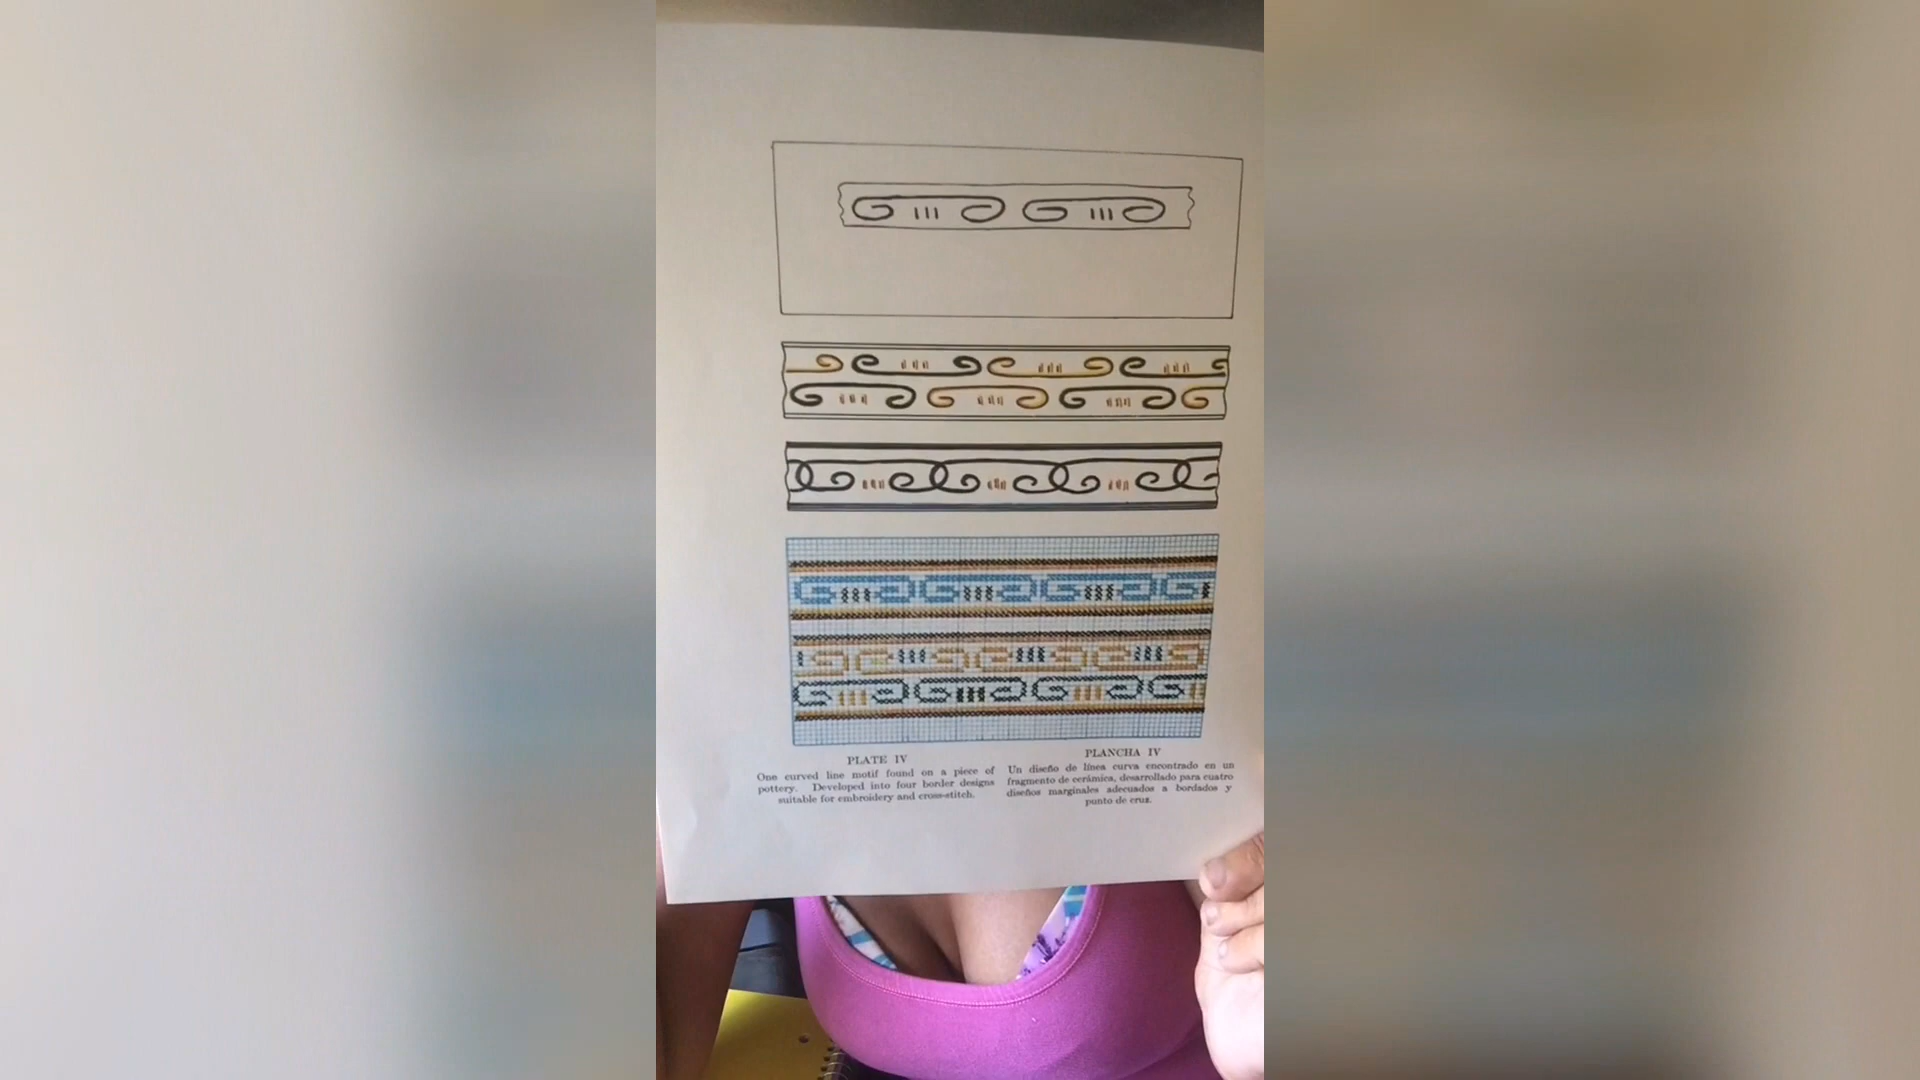 PLATE IV
One curved line motif found on a piece of
pottery. Developed into four border designs
suitable for embroidery and cross-stitch.
PLANCHA IV
Un diseño de línea curva encontrado en un
fragmento de cerámica, desarrollado para cuatro
diseños marginales adecuados a bordados y
punto de cruz.